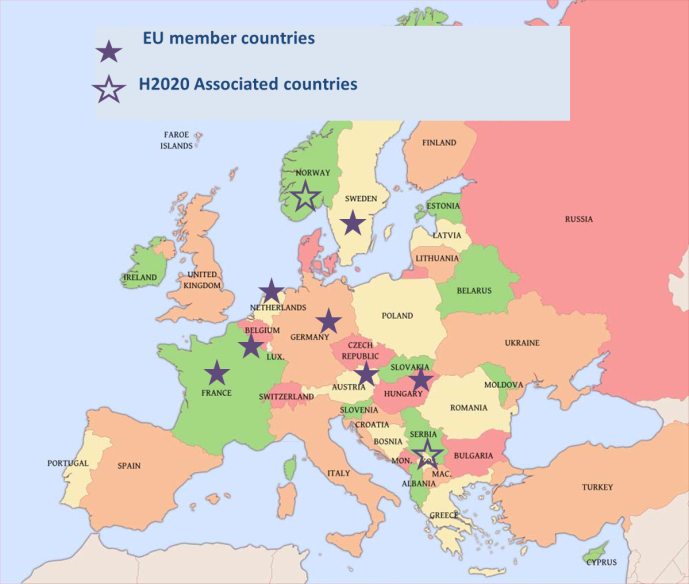 EU member countries
H2020 Associated countries
FAROE
ISLANDS
NORWAY
FINLAND
SWEDEN
ESTONIA
RUSSIA
LATVIA
LITHUANIA
IRELAND
UNITED
KINGDOM
BELARUS
NETHERLANDS
POLAND
BELGIUM
GERMANY
UKRAINE
CZECH
REPUBLIC
LUX.
SLOVAKIA
FRANCE
AUSTRIA
MOLDOVA
SWITZERLAND
HUNGARY
ROMANIA
SLOVENIA
CROATIA
SERBIA
BOSNIA
BULGARIA
PORTUGAL
SPAIN
ITALY
MON.
MAC.
ALBANIA
TURKEY
GREECE
CYPRUS